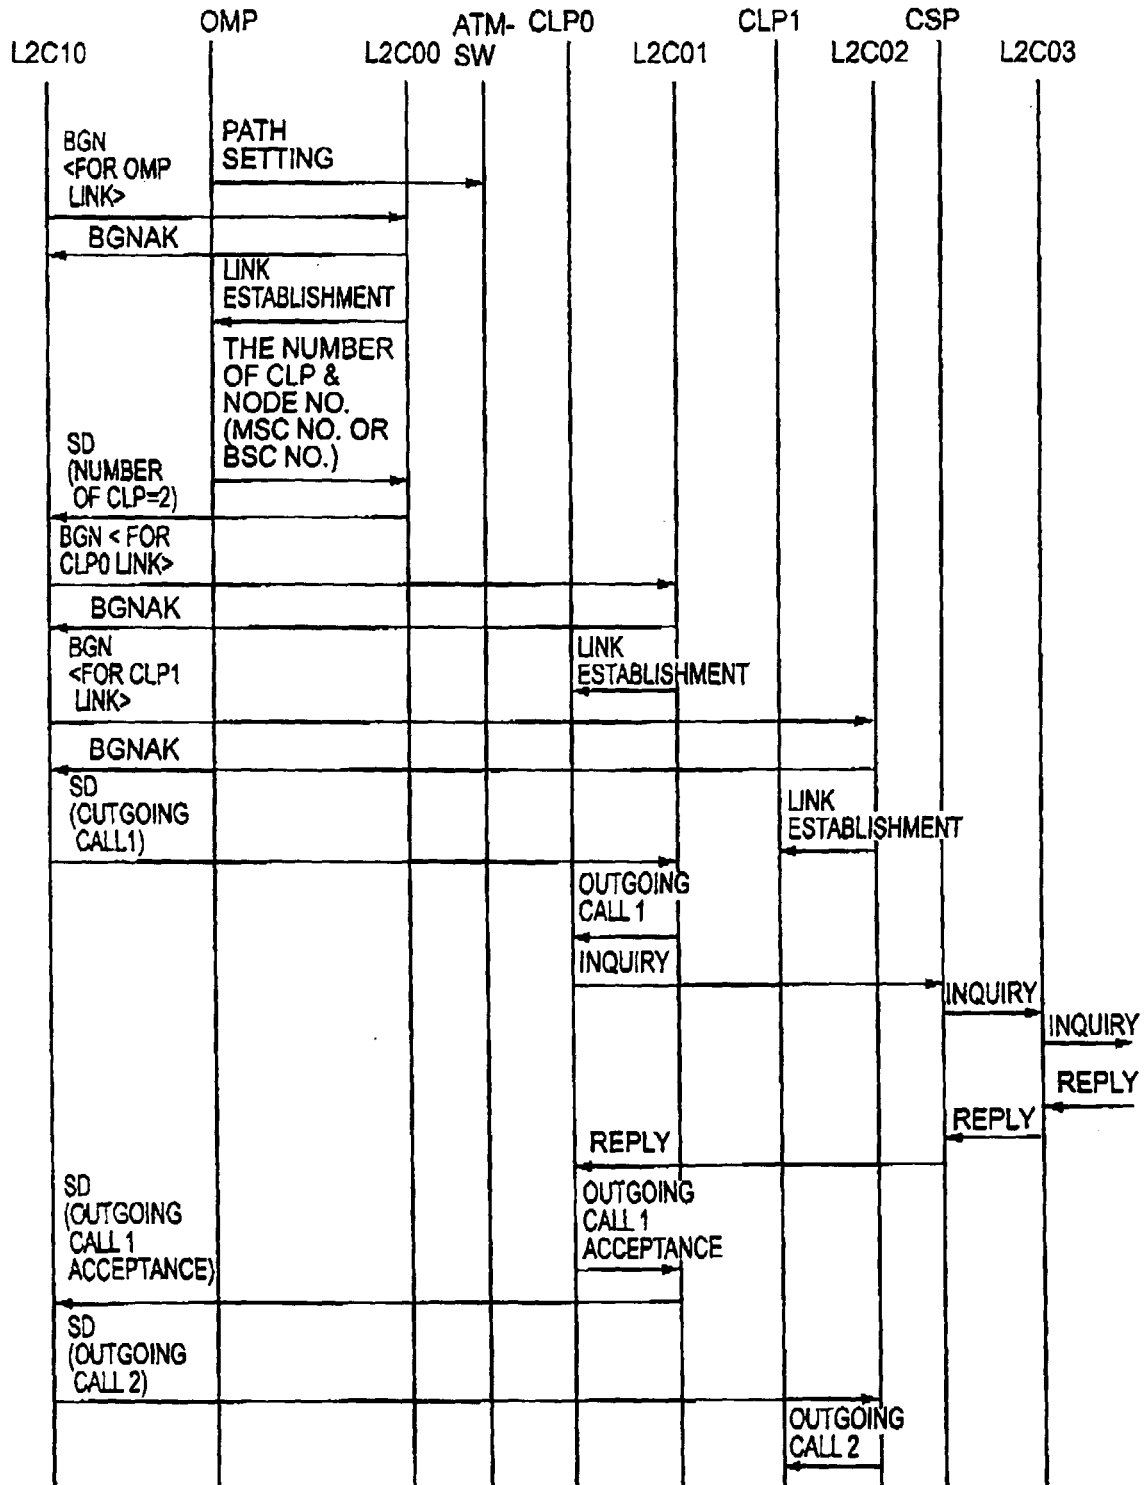 OMP
ATM-
CLP0
CLP1
CSP
L2C10
L2C00
SW
L2C01
L2C02
L2C03
BGN
<FOR OMP
LINK>
PATH
SETTING
BGNAK
LINK
ESTABLISHMENT
THE NUMBER
OF CLP &
NODE NO.
(MSC NO. OR
BSC NO.)
SD
(NUMBER
OF CLP=2)
BGN < FOR
CLP0 LINK>
BGNAK
BGN
<FOR CLP1
LINK>
LINK
ESTABLISHMENT
BGNAK
SD
(OUTGOING
CALL1)
LINK
ESTABLISHMENT
OUTGOING
CALL 1
INQUIRY
INQUIRY
INQUIRY
REPLY
REPLY
REPLY
SD
(OUTGOING
CALL 1
ACCEPTANCE)
OUTGOING
CALL 1
ACCEPTANCE
SD
(OUTGOING
CALL 2)
OUTGOING
CALL 2